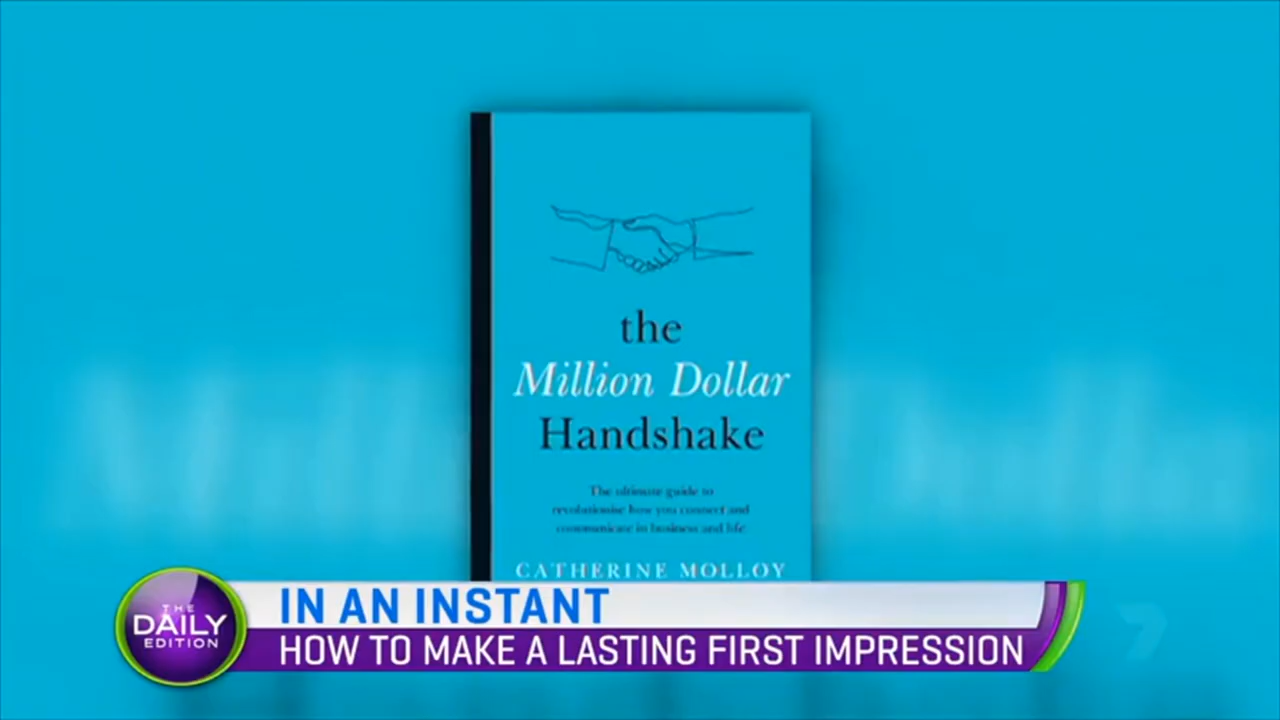 the
Million Dollar
Handshake
The ultimate guide to
revolutionise how you connect and
communicate in business and life
CATHERINE MOLLOY
THE
DAILY
EDITION
IN AN INSTANT
HOW TO MAKE A LASTING FIRST IMPRESSION
7